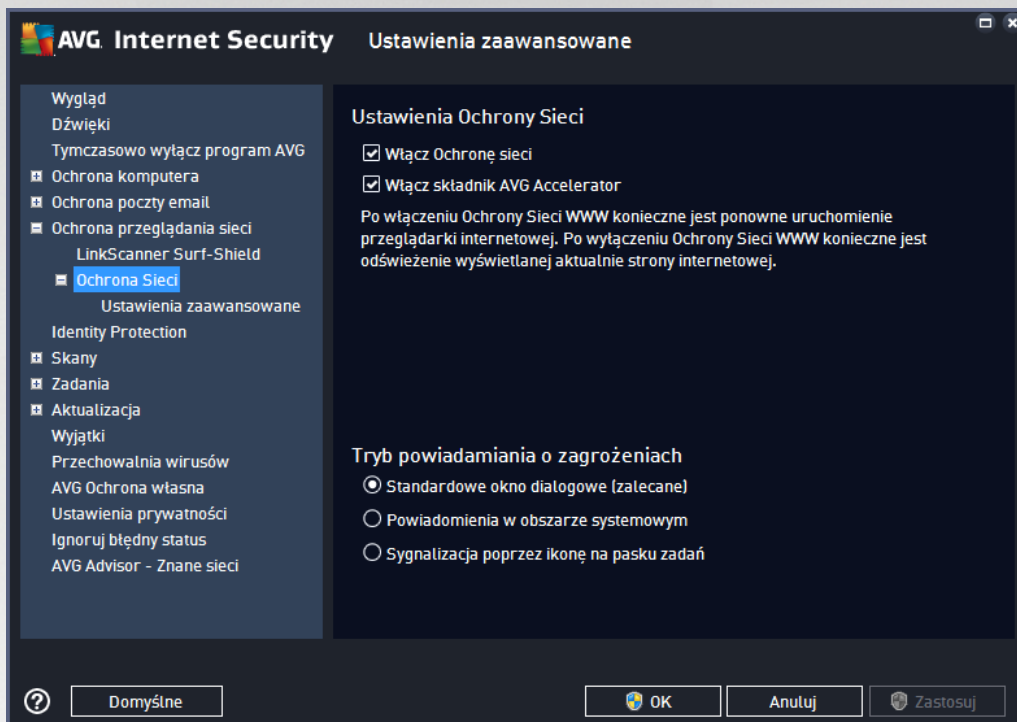 AVG. Internet Security Ustawienia zaawansowane
Wygląd
Dźwięki
Tymczasowo wyłącz program AVG
Ochrona komputera
Ochrona poczty email
Ochrona przeglądania sieci
LinkScanner Surf-Shield
Ochrona Sieci
Ustawienia zaawansowane
Identity Protection
Skany
Zadania
Aktualizacja
Wyjątki
Przechowalnia wirusów
AVG Ochrona własna
Ustawienia prywatności
Ignoruj błędny status
AVG Advisor - Znane sieci
Ustawienia Ochrony Sieci
Włącz Ochronę sieci
Włącz składnik AVG Accelerator
Po włączeniu Ochrony Sieci WWW konieczne jest ponowne uruchomienie
przeglądarki internetowej. Po wyłączeniu Ochrony Sieci WWW konieczne jest
odświeżenie wyświetlanej aktualnie strony internetowej.
Tryb powiadamiania o zagrożeniach
Standardowe okno dialogowe (zalecane)
Powiadomienia w obszarze systemowym
Sygnalizacja poprzez ikonę na pasku zadań
? Domyślne OK Anuluj Zastosuj